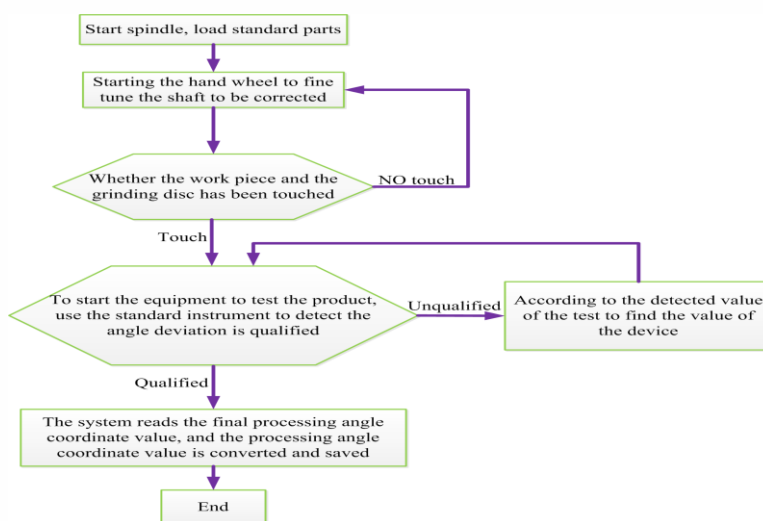 Start spindle, load standard parts
Starting the hand wheel to fine
tune the shaft to be corrected
Whether the work piece and the
grinding disc has been touched
NO touch
Touch
To start the equipment to test the product,
use the standard instrument to detect the
angle deviation is qualified
Unqualified
According to the detected value
of the test to find the value of
the device
Qualified
The system reads the final processing angle
coordinate value, and the processing angle
coordinate value is converted and saved
End